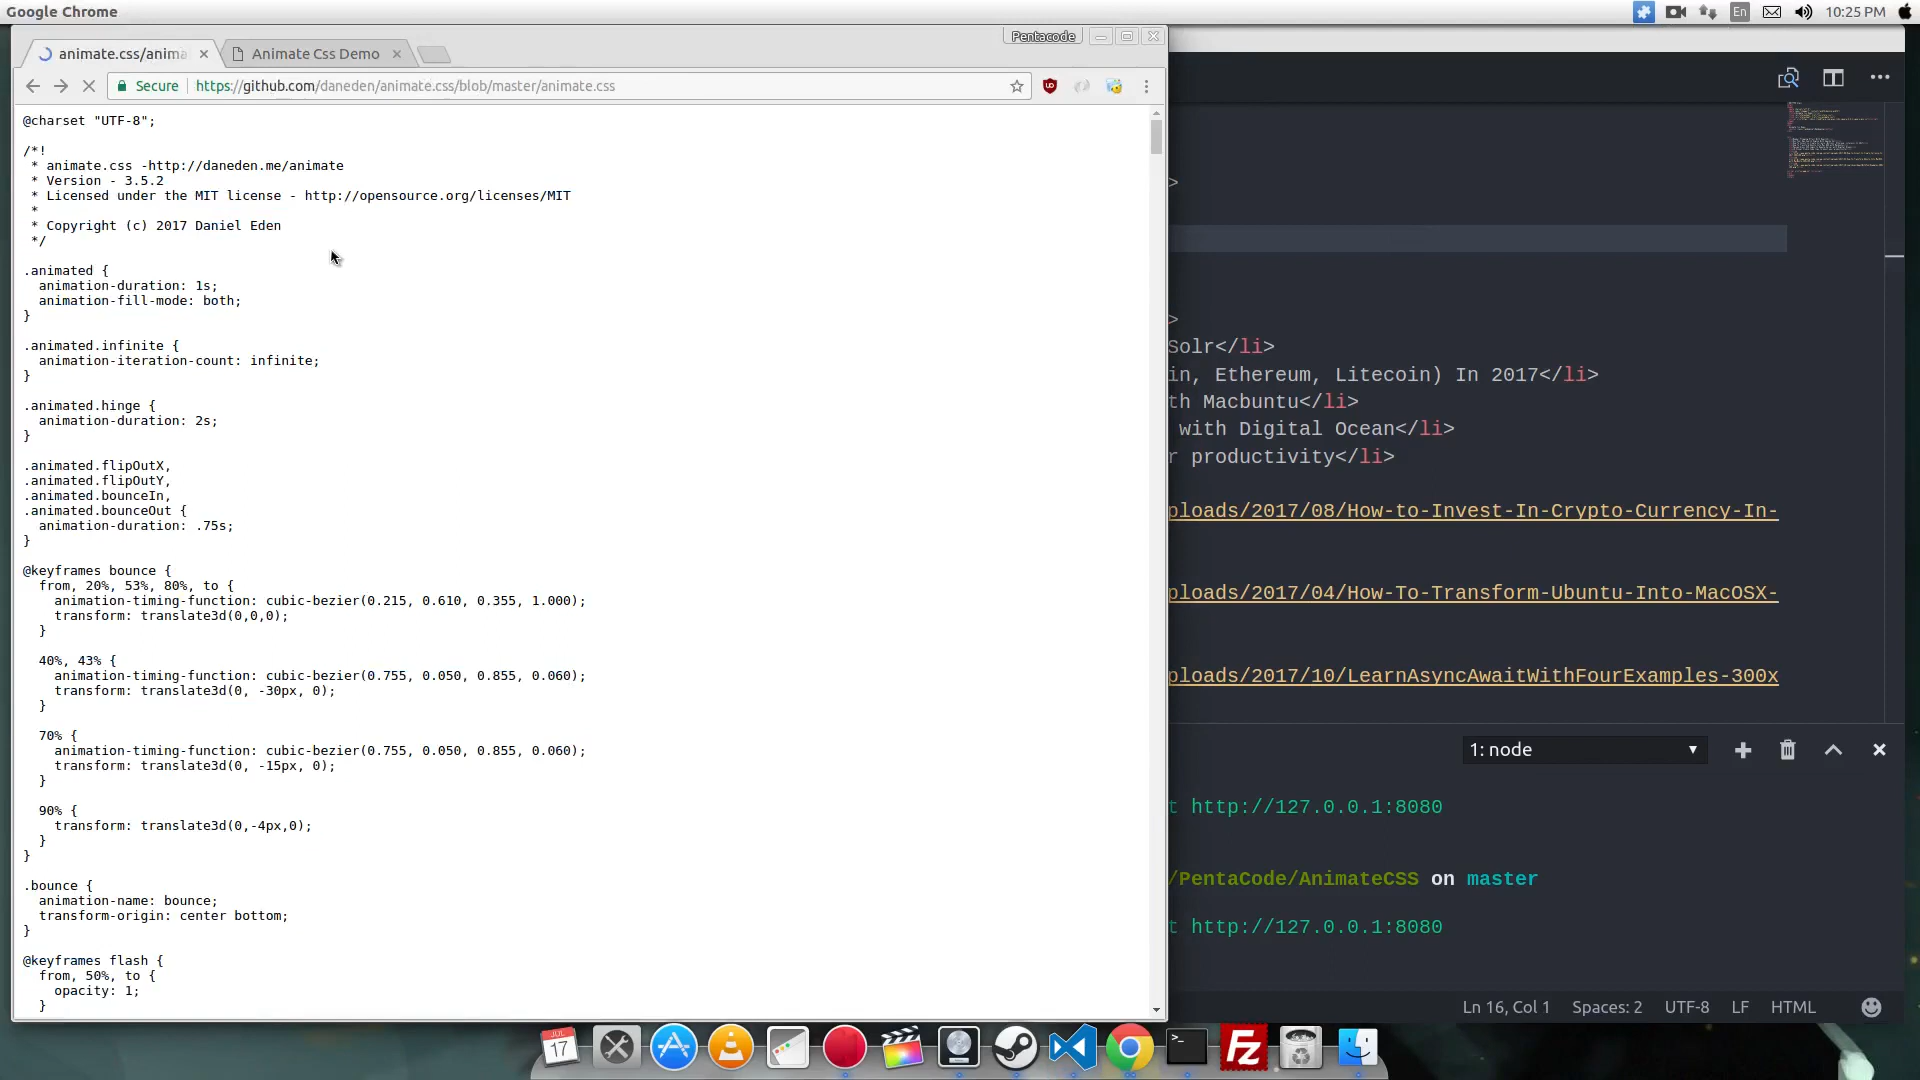 Google Chrome
En
10:25 PM
Pentacode
animate.css/anima
Animate Css Demo
Secure
https://github.com/daneden/animate.css/blob/master/animate.css
@charset "UTF-8";
/*!
* animate.css -http://daneden.me/animate
* Version - 3.5.2
* Licensed under the MIT license - http://opensource.org/licenses/MIT
*
* Copyright (c) 2017 Daniel Eden
*/
.animated {
animation-duration: 1s;
animation-fill-mode: both;
}
.animated.infinite {
animation-iteration-count: infinite;
}
.animated.hinge {
animation-duration: 2s;
}
.animated.flipOutX,
.animated.flipOutY,
.animated.bounceIn,
.animated.bounceOut {
animation-duration: .75s;
}
@keyframes bounce {
from, 20%, 53%, 80%, to {
animation-timing-function: cubic-bezier(0.215, 0.610, 0.355, 1.000);
transform: translate3d(0,0,0);
}
40%, 43% {
animation-timing-function: cubic-bezier(0.755, 0.050, 0.855, 0.060);
transform: translate3d(0, -30px, 0);
}
70% {
animation-timing-function: cubic-bezier(0.755, 0.050, 0.855, 0.060);
transform: translate3d(0, -15px, 0);
}
90% {
transform: translate3d(0,-4px,0);
}
}
.bounce {
animation-name: bounce;
transform-origin: center bottom;
}
@keyframes flash {
from, 50%, to {
opacity: 1;
}
>
>
Solr</li>
in, Ethereum, Litecoin) In 2017</li>
th Macbuntu</li>
with Digital Ocean</li>
r productivity</li>
ploads/2017/08/How-to-Invest-In-Crypto-Currency-In-
ploads/2017/04/How-To-Transform-Ubuntu-Into-MacOSX-
ploads/2017/10/LearnAsyncAwaitWithFourExamples-300x
1: node
t http://127.0.0.1:8080
/PentaCode/AnimateCSS on master
t http://127.0.0.1:8080
Ln 16, Col 1
Spaces: 2
UTF-8
LF
HTML
JUL
17
>_
Fz